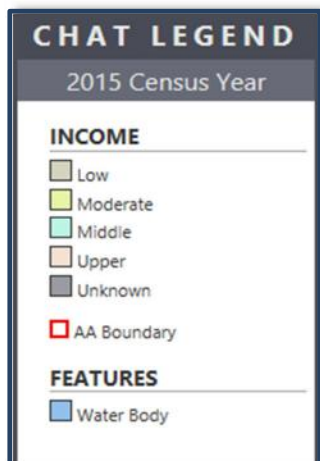 CHAT LEGEND
2015 Census Year
INCOME
Low
Moderate
Middle
Upper
Unknown
AA Boundary
FEATURES
Water Body